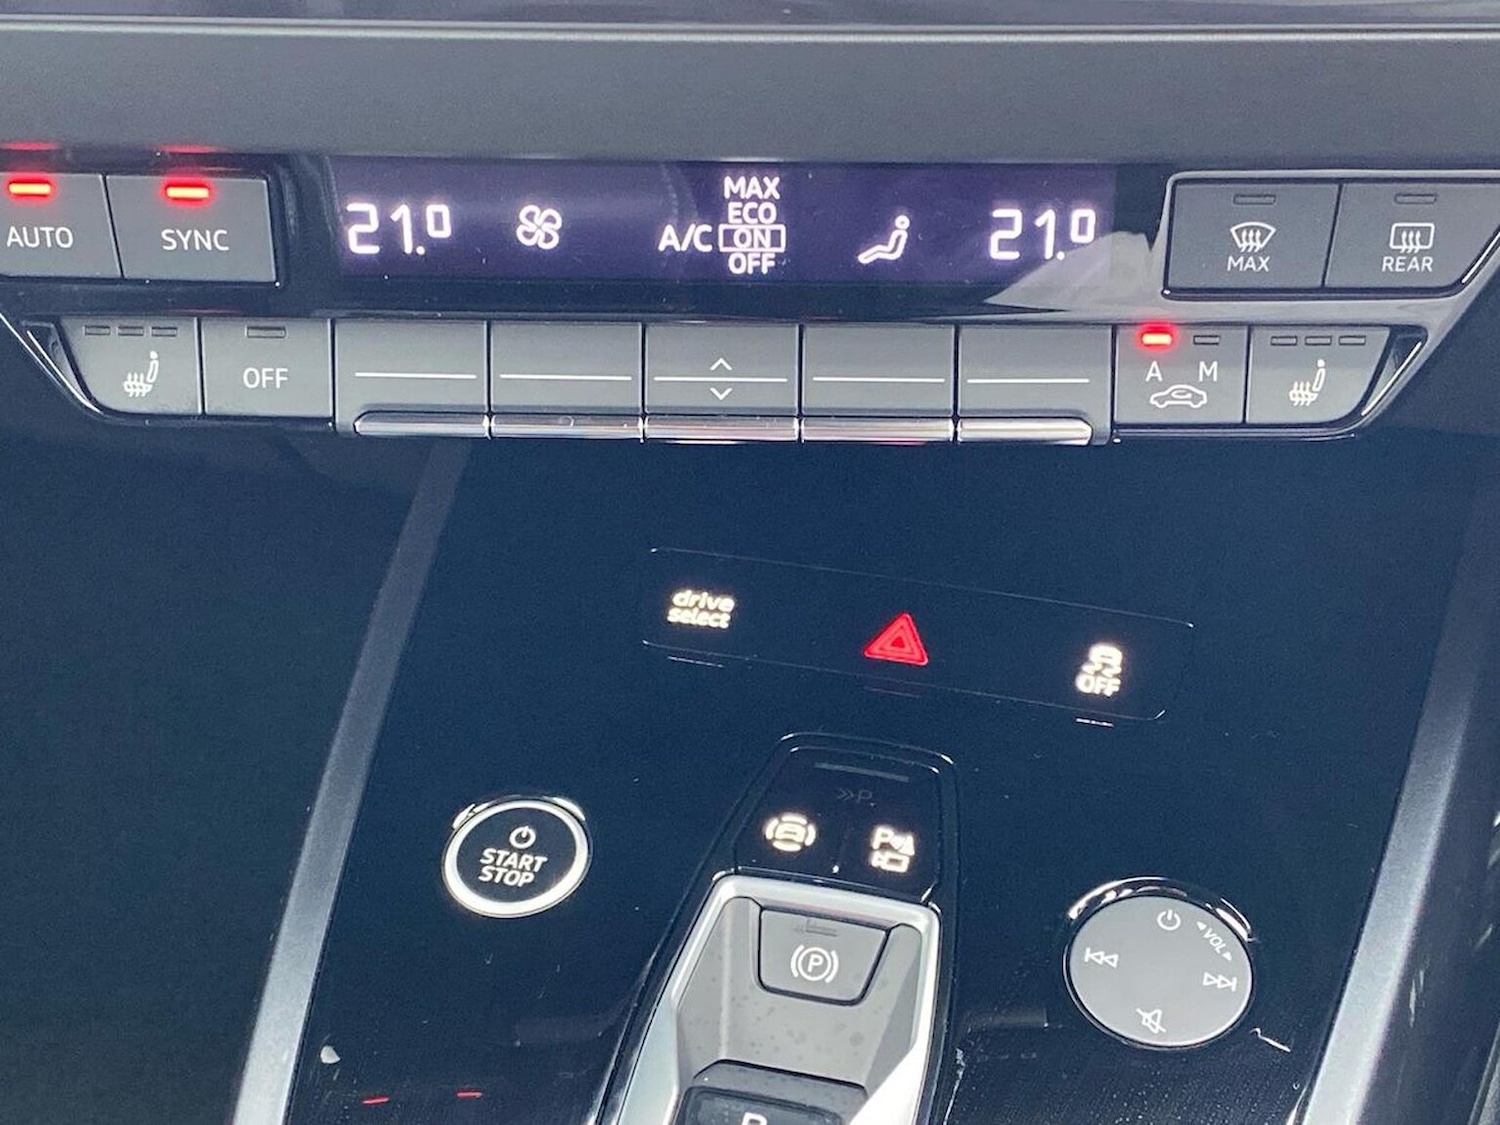 AUTO
SYNC
21.0
A/C
MAX
ECO
ON
OFF
21.0
MAX
REAR
OFF
A M
drive
select
OFF
START
STOP
P
P
VOL
P